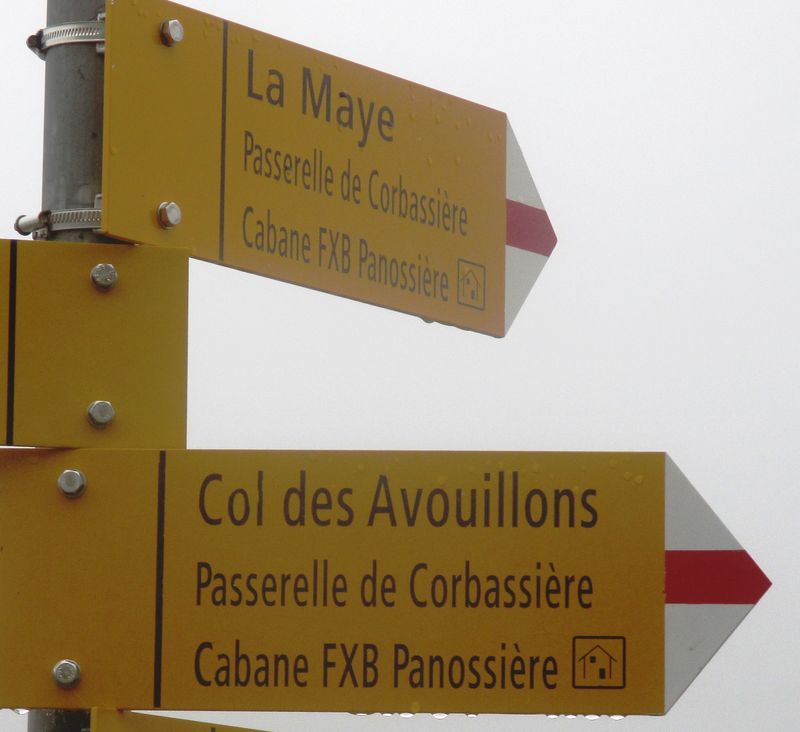 La Maye
Passerelle de Corbassière
Cabane FXB Panossière
Col des Avouillons
Passerelle de Corbassière
Cabane FXB Panossière